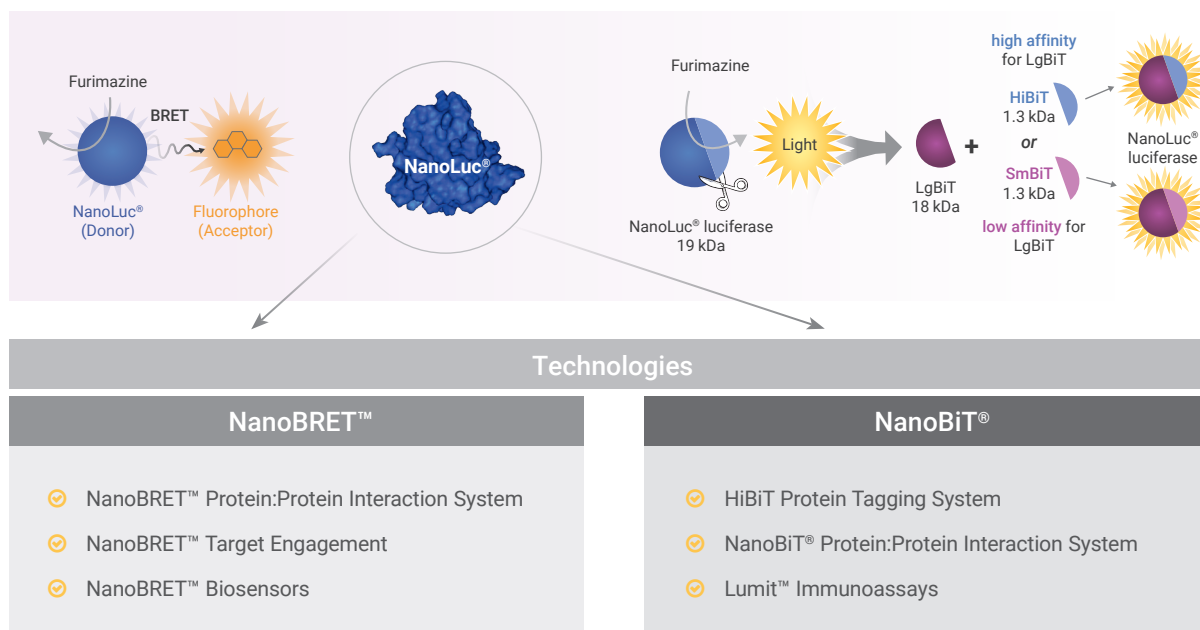 Furimazine
BRET
NanoLuc®
(Donor)
Fluorophore
(Acceptor)
NanoLuc®
Furimazine
Light
NanoLuc® luciferase
19 kDa
LgBiT
18 kDa
+
high affinity
for LgBiT
HiBiT
1.3 kDa
or
SmBiT
1.3 kDa
low affinity for
LgBiT
NanoLuc®
luciferase
Technologies
NanoBRET™
NanoBRET™ Protein:Protein Interaction System
NanoBRET™ Target Engagement
NanoBRET™ Biosensors
NanoBiT®
HiBiT Protein Tagging System
NanoBiT® Protein:Protein Interaction System
Lumit™ Immunoassays